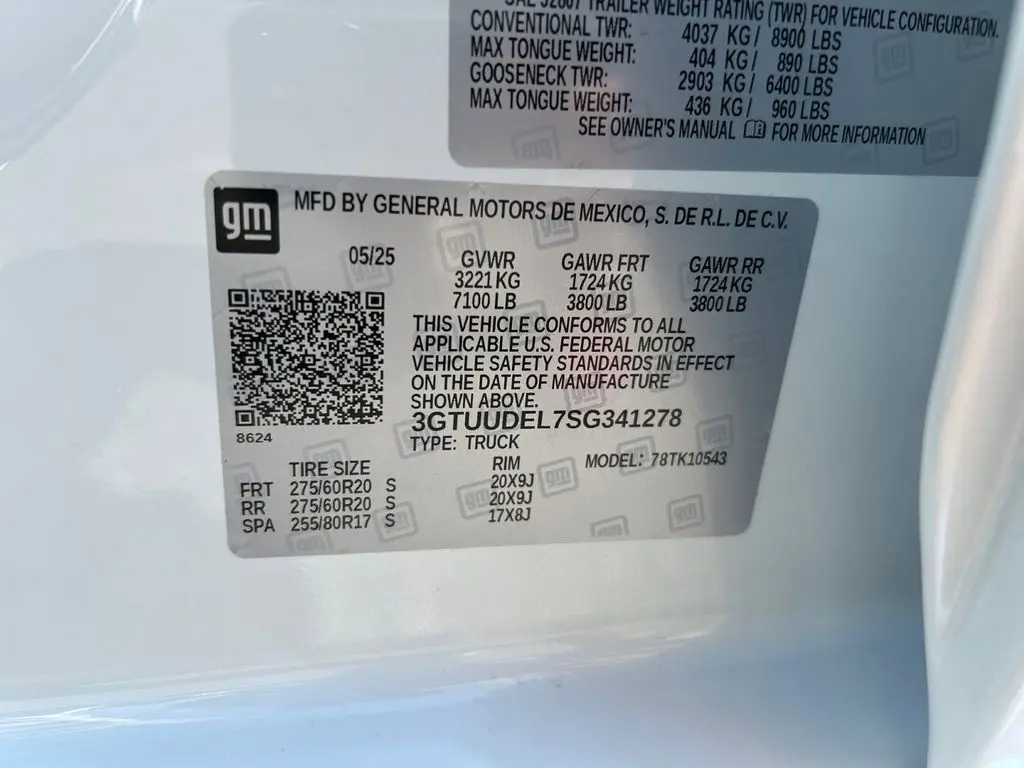 SAE J2807 TRAILER WEIGHT RATING (TWR) FOR VEHICLE CONFIGURATION.
CONVENTIONAL TWR: 4037 KG/ 8900 LBS
MAX TONGUE WEIGHT: 404 KG/ 890 LBS
GOOSENECK TWR: 2903 KG/ 6400 LBS
MAX TONGUE WEIGHT: 436 KG/ 960 LBS
SEE OWNER'S MANUAL FOR MORE INFORMATION
gm MFD BY GENERAL MOTORS DE MEXICO, S. DE R.L. DE C.V.
05/25 GVWR GAWR FRT GAWR RR
3221 KG 1724 KG 1724 KG
7100 LB 3800 LB 3800 LB
THIS VEHICLE CONFORMS TO ALL
APPLICABLE U.S. FEDERAL MOTOR
VEHICLE SAFETY STANDARDS IN EFFECT
ON THE DATE OF MANUFACTURE
SHOWN ABOVE.
3GTUUDEL7SG341278
8624 TYPE: TRUCK
TIRE SIZE RIM MODEL: 78TK10543
FRT 275/60R20 S 20X9J
RR 275/60R20 S 20X9J
SPA 255/80R17 S 17X8J